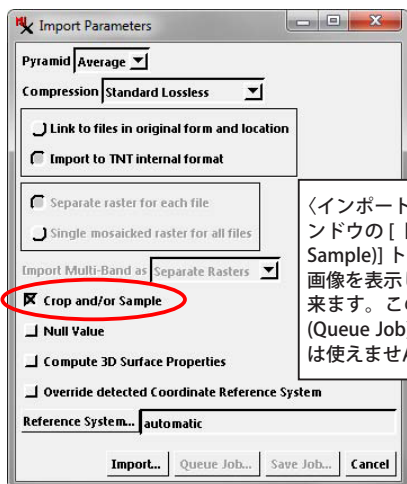 Import Parameters
Pyramid Average
Compression Standard Lossless
Link to files in original form and location
Import to TNT internal format
Separate raster for each file
Single mosaicked raster for all files
Import Multi-Band as Separate Rasters
Crop and/or Sample
Null Value
Compute 3D Surface Properties
Override detected Coordinate Reference System
Reference System... automatic
Import... Queue Job... Save Job... Cancel
〈インポート
ンドウの [
Sample)] ト
画像を表示
来ます。こ
(Queue Job
は使えませ